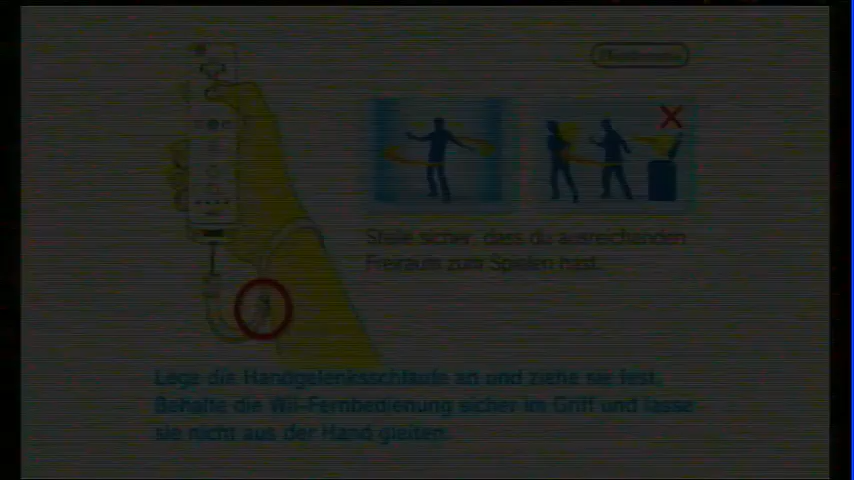 Stelle sicher, dass du ausreichenden
Freiraum zum Spielen hast.
Lege die Handgelenksschlaufe an und ziehe sie fest.
Behalte die Wii-Fernbedienung sicher im Griff und lasse
sie nicht aus der Hand gleiten.